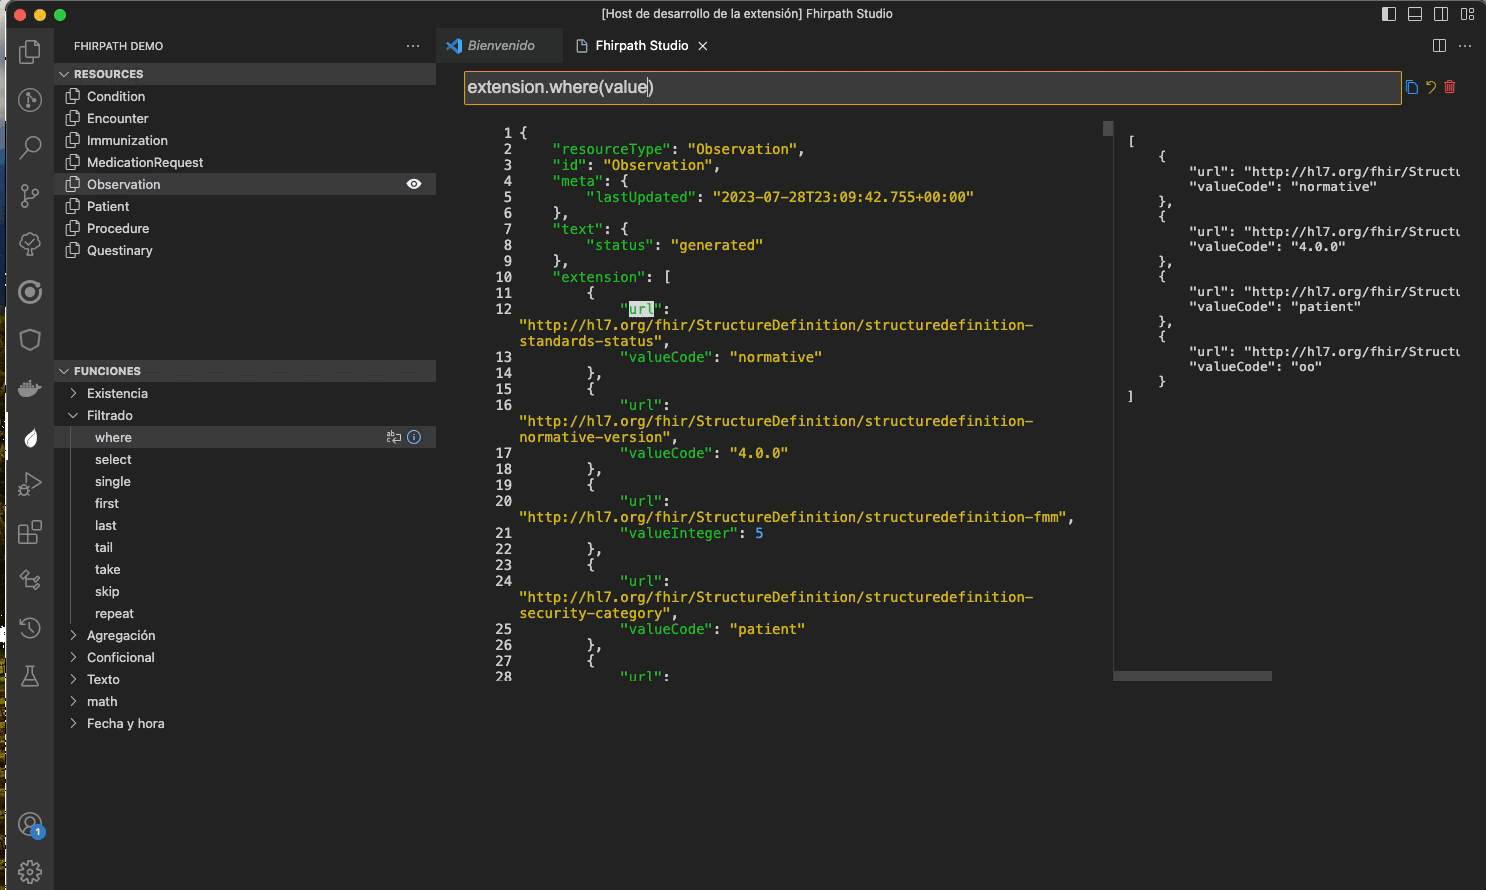 [Host de desarrollo de la extensión] Fhirpath Studio
FHIRPATH DEMO
RESOURCES
Condition
Encounter
Immunization
MedicationRequest
Observation
Patient
Procedure
Questinary
FUNCIONES
Existencia
Filtrado
where
select
single
first
last
tail
take
skip
repeat
Agregación
Conficional
Texto
math
Fecha y hora
1
Bienvenido
Fhirpath Studio
extension.where(value)
1 {
2 "resourceType": "Observation",
3 "id": "Observation",
4 "meta": {
5 "lastUpdated": "2023-07-28T23:09:42.755+00:00"
6 },
7 "text": {
8 "status": "generated"
9 },
10 "extension": [
11 {
12 "url":
"http://hl7.org/fhir/StructureDefinition/structuredefinition-
standards-status",
13 "valueCode": "normative"
14 },
15 {
16 "url":
"http://hl7.org/fhir/StructureDefinition/structuredefinition-
normative-version",
17 "valueCode": "4.0.0"
18 },
19 {
20 "url":
"http://hl7.org/fhir/StructureDefinition/structuredefinition-fmm",
21 "valueInteger": 5
22 },
23 {
24 "url":
"http://hl7.org/fhir/StructureDefinition/structuredefinition-
security-category",
25 "valueCode": "patient"
26 },
27 {
28 "url":
[
{
"url": "http://hl7.org/fhir/Structu
"valueCode": "normative"
},
{
"url": "http://hl7.org/fhir/Structu
"valueCode": "4.0.0"
},
{
"url": "http://hl7.org/fhir/Structu
"valueCode": "patient"
},
{
"url": "http://hl7.org/fhir/Structu
"valueCode": "oo"
}
]